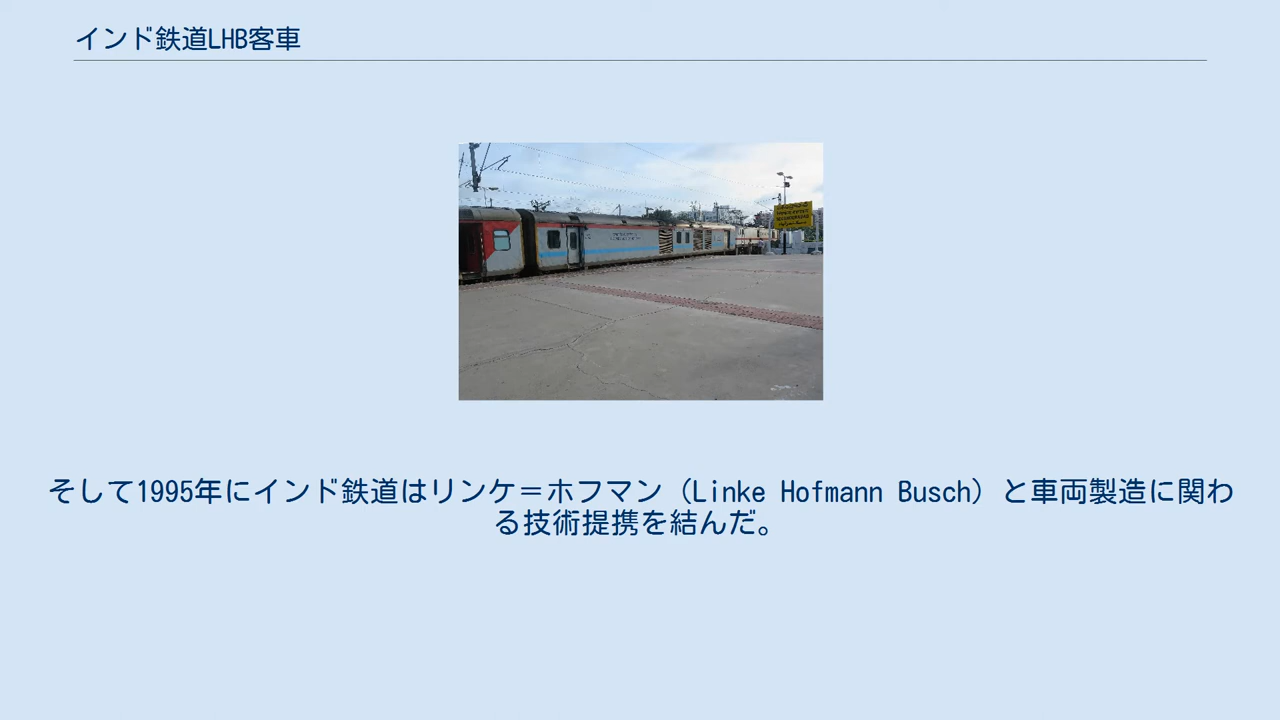 インド鉄道LHB客車
そして1995年にインド鉄道はリンケ＝ホフマン（Linke Hofmann Busch）と車両製造に関わ
る技術提携を結んだ。